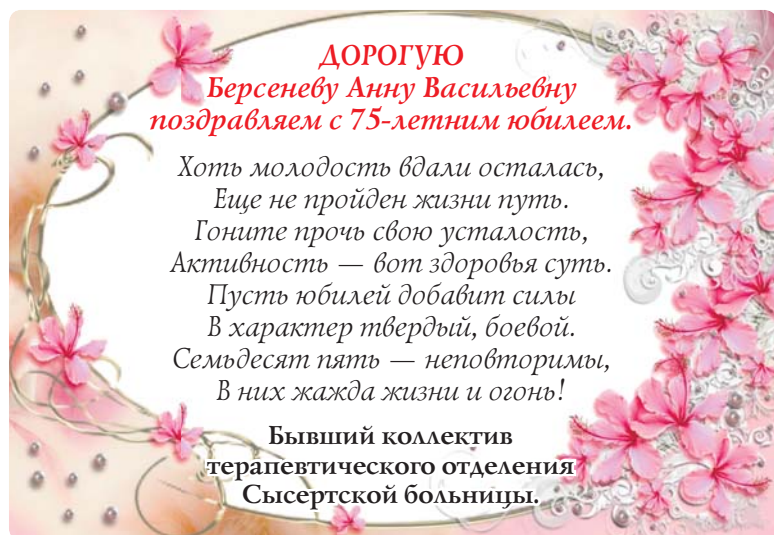 ДОРОГУЮ
Берсеневу Анну Васильевну
поздравляем с 75-летним юбилеем.
Хоть молодость вдали осталась,
Еще не пройден жизни путь.
Гоните прочь свою усталость,
Активность — вот здоровья суть.
Пусть юбилей добавит силы
В характер твердый, боевой.
Семьдесят пять — неповторимы,
В них жажда жизни и огонь!
Бывший коллектив
терапевтического отделения
Сысертской больницы.